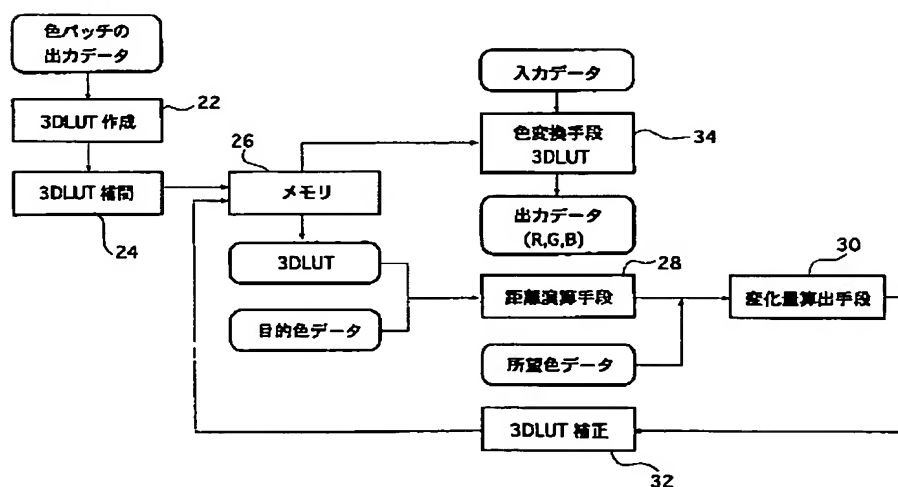 色パッチの
出力データ
22
3DLUT 作成
3DLUT 補間
24
26
メモリ
3DLUT
目的色データ
入力データ
色変換手段
3DLUT
34
出力データ
(R,G,B)
28
距離演算手段
所望色データ
30
変化量算出手段
3DLUT 補正
32